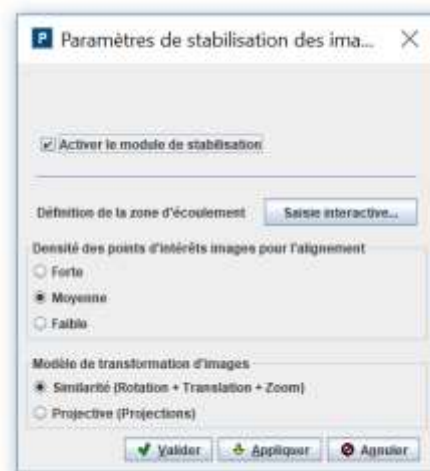 P Paramètres de stabilisation des ima...
Activer le module de stabilisation
Définition de la zone d'écoulement Saisie interactive...
Densité des points d'intérêts images pour l'alignement
Forte
Moyenne
Faible
Modèle de transformation d'images
Similarité (Rotation + Translation + Zoom)
Projective (Projections)
Valider Appliquer Annuler